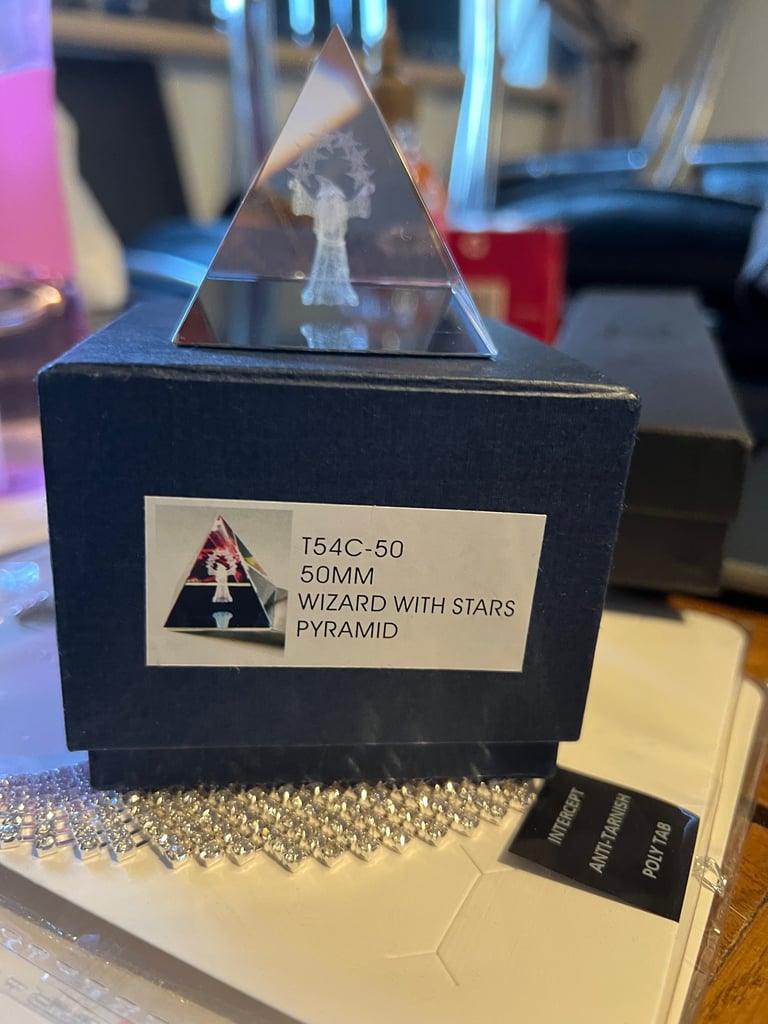 T54C-50
50MM
WIZARD WITH STARS
PYRAMID
INTERCEPT
ANTI-TARNISH
POLY TAB